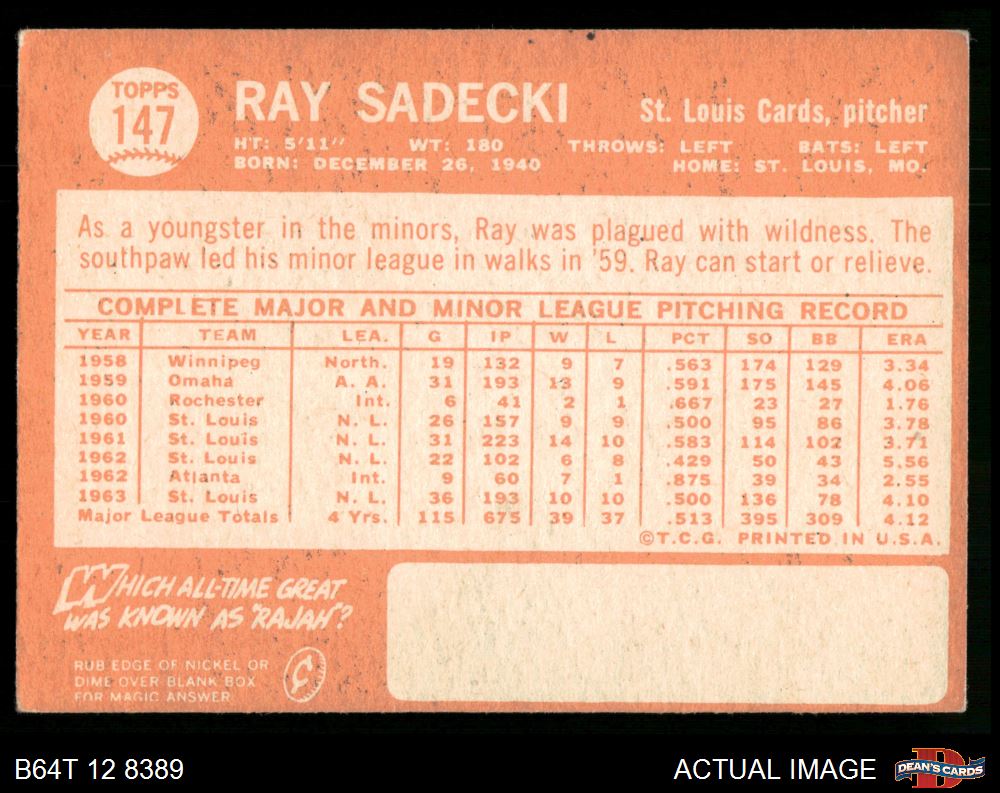 TOPPS
147
RAY SADECKI
St. Louis Cards, pitcher
HT: 5'11" WT: 180 THROWS: LEFT BATS: LEFT
BORN: DECEMBER 26, 1940 HOME: ST. LOUIS, MO.
As a youngster in the minors, Ray was plagued with wildness. The
southpaw led his minor league in walks in '59. Ray can start or relieve.
COMPLETE MAJOR AND MINOR LEAGUE PITCHING RECORD
YEAR TEAM LEA. G IP W L PCT SO BB ERA
1958 Winnipeg North. 19 132 9 7 .563 174 129 3.34
1959 Omaha A. A. 31 193 13 9 .591 175 145 4.06
1960 Rochester Int. 6 41 2 1 .667 23 27 1.76
1960 St. Louis N. L. 26 157 9 9 .500 95 86 3.78
1961 St. Louis N. L. 31 223 14 10 .583 114 102 3.71
1962 St. Louis N. L. 22 102 6 8 .429 50 43 5.56
1962 Atlanta Int. 9 60 7 1 .875 39 34 2.55
1963 St. Louis N. L. 36 193 10 10 .500 136 78 4.10
Major League Totals 4 Yrs. 115 675 39 37 .513 395 309 4.12
©T.C.G. PRINTED IN U.S.A.
WHICH ALL-TIME GREAT
WAS KNOWN AS "RAJAH"?
RUB EDGE OF NICKEL OR
DIME OVER BLANK BOX
FOR MAGIC ANSWER
B64T 12 8389
ACTUAL IMAGE
DEAN'S CARDS